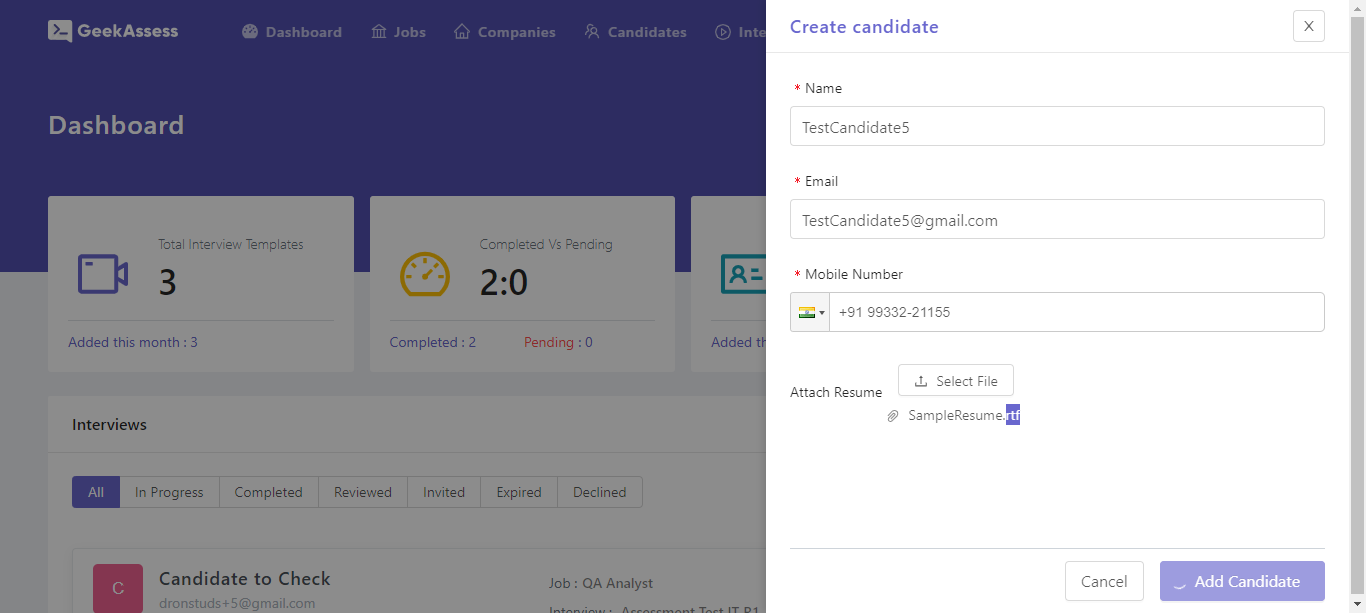 GeekAssess
Dashboard
Jobs
Companies
Candidates
Inte
Dashboard
Total Interview Templates
3
Added this month : 3
Completed Vs Pending
2:0
Completed : 2
Pending : 0
Added th
Interviews
All
In Progress
Completed
Reviewed
Invited
Expired
Declined
C
Candidate to Check
dronstuds+5@gmail.com
Job : QA Analyst
Interview : Assessment Test IT R1
Create candidate
X
* Name
TestCandidate5
* Email
TestCandidate5@gmail.com
* Mobile Number
+91 99332-21155
Attach Resume
Select File
SampleResume.rtf
Cancel
Add Candidate